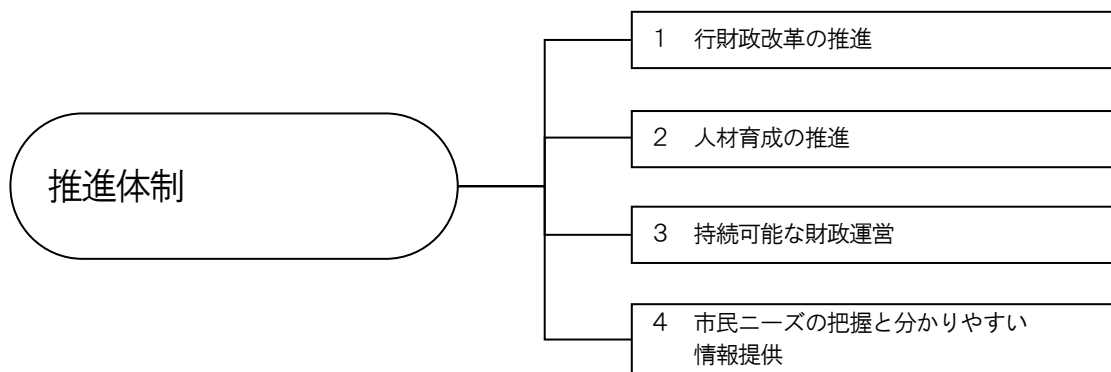 推進体制
１　行財政改革の推進
２　人材育成の推進
３　持続可能な財政運営
４　市民ニーズの把握と分かりやすい
情報提供